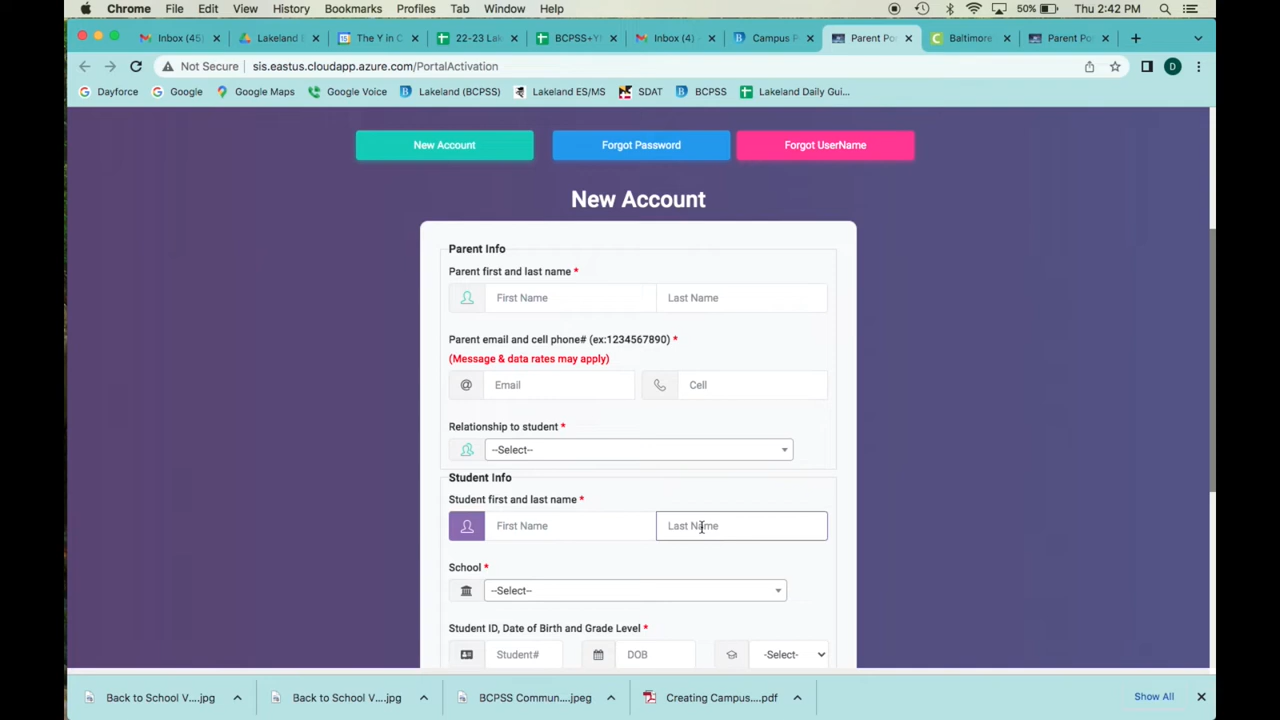 Chrome File Edit View History Bookmarks Profiles Tab Window Help 50% Thu 2:42 PM
Inbox (45) Lakeland E The Y in C 15 22-23 Lak BCPSS+Y Inbox (4) Campus P Parent Po Baltimore Parent Po
Not Secure sis.eastus.cloudapp.azure.com/PortalActivation D
Dayforce Google Google Maps Google Voice Lakeland (BCPSS) Lakeland ES/MS SDAT BCPSS Lakeland Daily Gui...
New Account Forgot Password Forgot UserName
New Account
Parent Info
Parent first and last name *
First Name Last Name
Parent email and cell phone# (ex:1234567890) *
(Message & data rates may apply)
@ Email Cell
Relationship to student *
--Select--
Student Info
Student first and last name *
First Name Last Name
School *
--Select--
Student ID, Date of Birth and Grade Level *
Student# DOB -Select-
Back to School V....jpg Back to School V....jpg BCPSS Commun....jpeg Creating Campus....pdf Show All